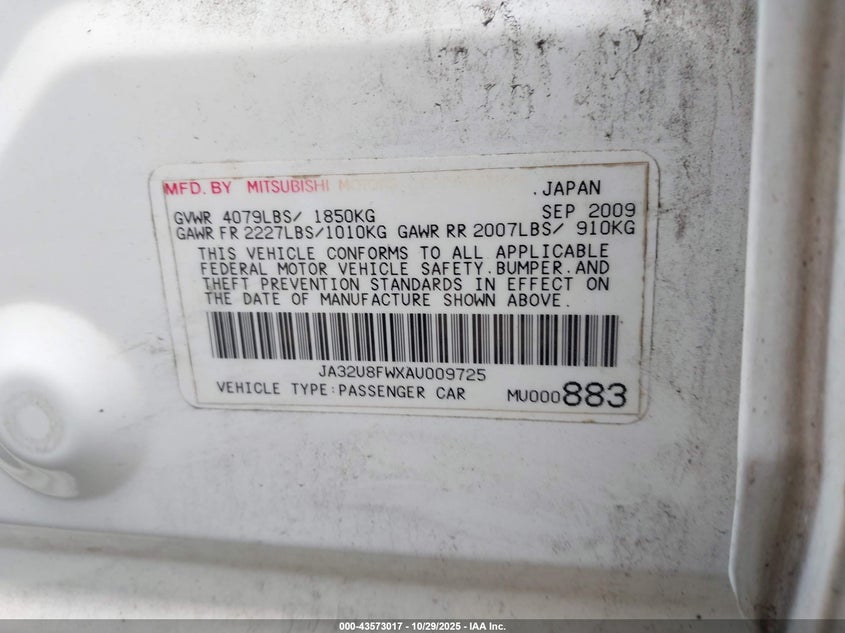 MFD. BY MITSUBISHI MOTORS . JAPAN
GVWR 4079LBS/ 1850KG SEP 2009
GAWR FR 2227LBS/1010KG GAWR RR 2007LBS/ 910KG
THIS VEHICLE CONFORMS TO ALL APPLICABLE
FEDERAL MOTOR VEHICLE SAFETY.BUMPER.AND
THEFT PREVENTION STANDARDS IN EFFECT ON
THE DATE OF MANUFACTURE SHOWN ABOVE.
JA32U8FWXAU009725
VEHICLE TYPE:PASSENGER CAR MU000883
000-43573017 - 10/29/2025 - IAA Inc.